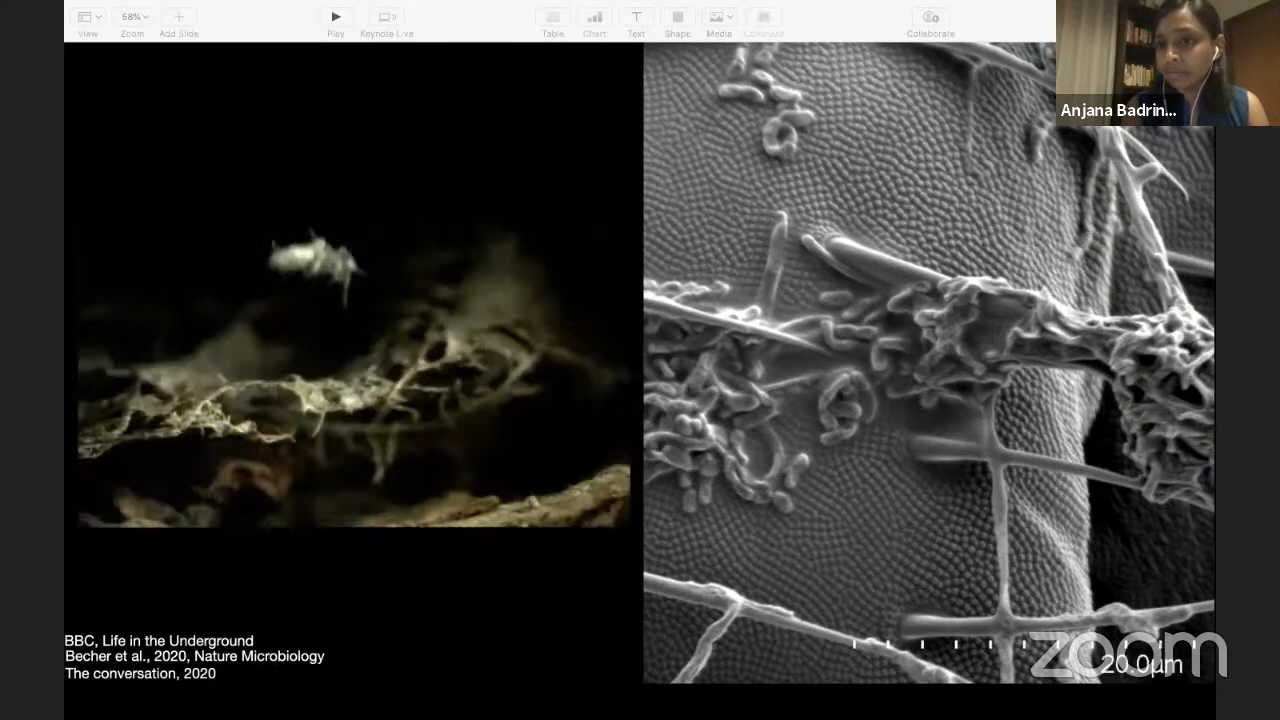 View
58%
Zoom
Add Slide
Play
Keynote Live
Table
Chart
Text
Shape
Media
Comment
Collaborate
Anjana Badrin...
BBC, Life in the Underground
Becher et al., 2020, Nature Microbiology
The conversation, 2020
20.0µm
zoom